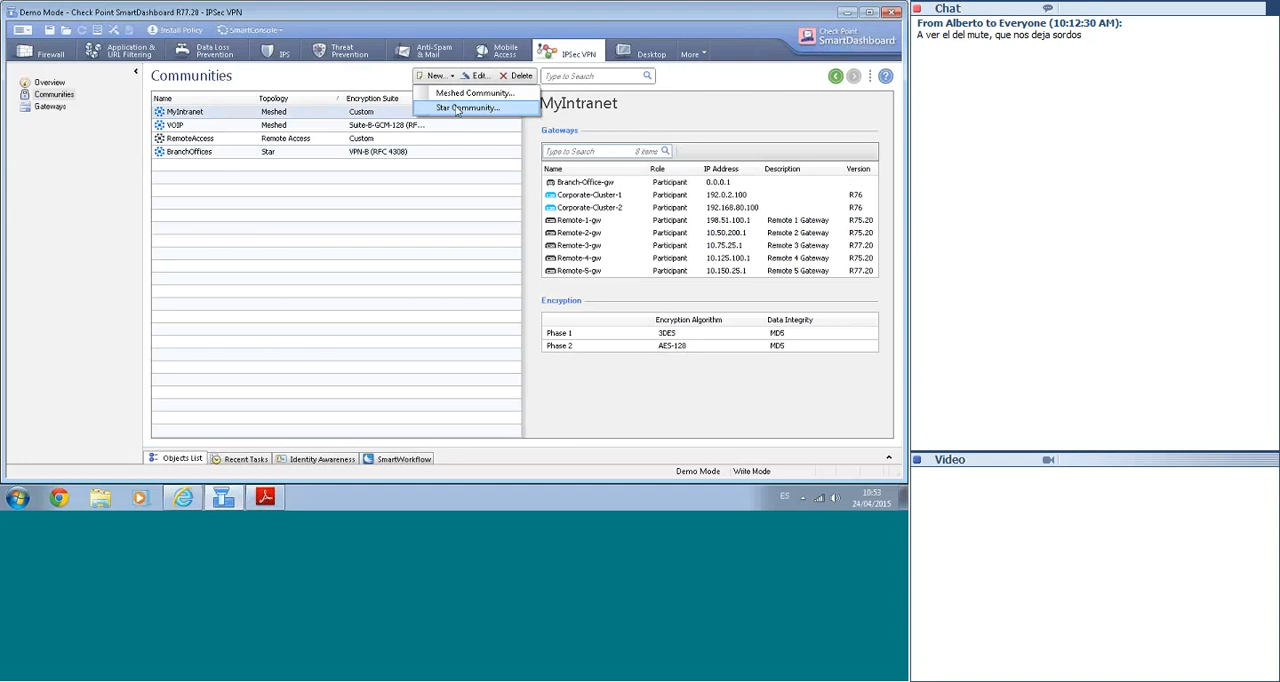 Demo Mode - Check Point SmartDashboard R77.20 - IPSec VPN
Install Policy SmartConsole
Firewall Application & URL Filtering Data Loss Prevention IPS Threat Prevention Anti-Spam & Mail Mobile Access IPSec VPN Desktop More
Check Point SmartDashboard
Overview
Communities
Gateways
Communities
New... Edit... Delete Type to Search
Meshed Community...
Star Community...
Name Topology Encryption Suite
MyIntranet Meshed Custom
VOIP Meshed Suite-B-GCM-128 (RF...
RemoteAccess Remote Access Custom
BranchOffices Star VPN-B (RFC 4308)
MyIntranet
Gateways
Type to Search 8 items
Name Role IP Address Description Version
Branch-Office-gw Participant 0.0.0.1
Corporate-Cluster-1 Participant 192.0.2.100 R76
Corporate-Cluster-2 Participant 192.168.80.100 R76
Remote-1-gw Participant 198.51.100.1 Remote 1 Gateway R75.20
Remote-2-gw Participant 10.50.200.1 Remote 2 Gateway R75.20
Remote-3-gw Participant 10.75.25.1 Remote 3 Gateway R77.20
Remote-4-gw Participant 10.125.100.1 Remote 4 Gateway R75.20
Remote-5-gw Participant 10.150.25.1 Remote 5 Gateway R77.20
Encryption
Encryption Algorithm Data Integrity
Phase 1 3DES MD5
Phase 2 AES-128 MD5
Objects List Recent Tasks Identity Awareness SmartWorkflow
Demo Mode Write Mode
ES 10:53
24/04/2015
Chat
From Alberto to Everyone (10:12:30 AM):
A ver el del mute, que nos deja sordos
Video